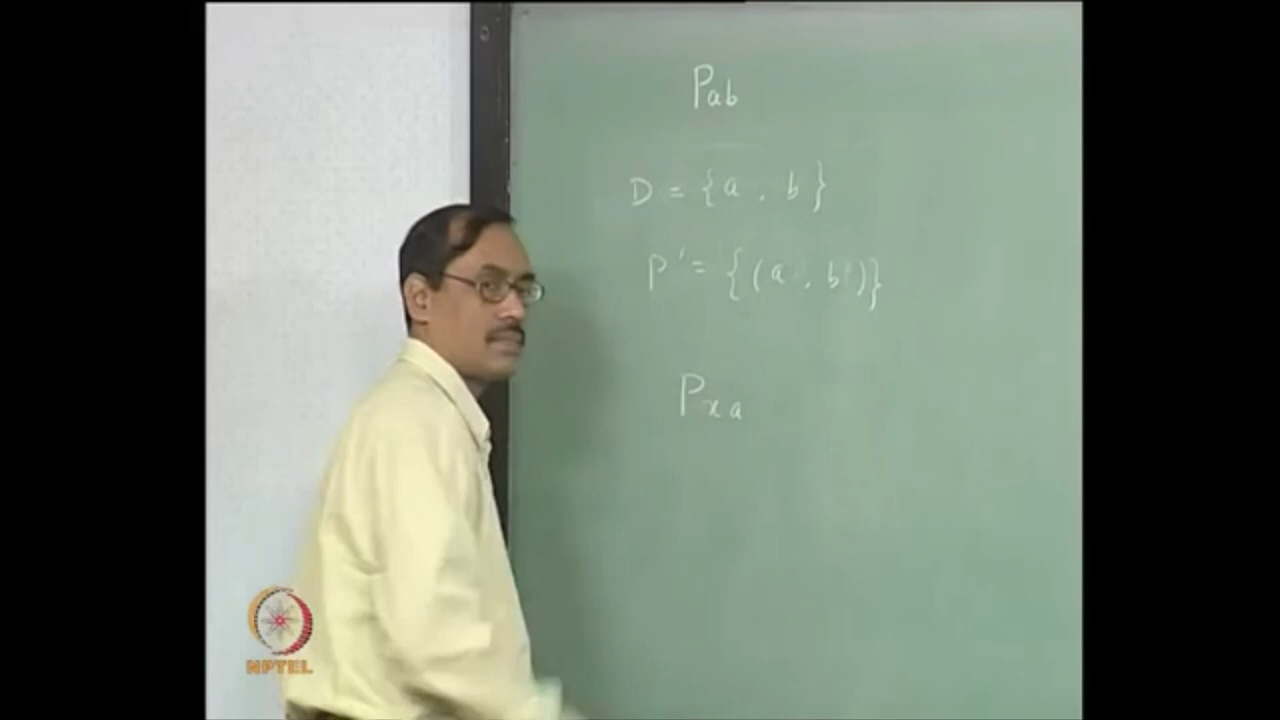 Pab
D = {a, b}
P' = {(a', b')}
Pxa
NPTEL